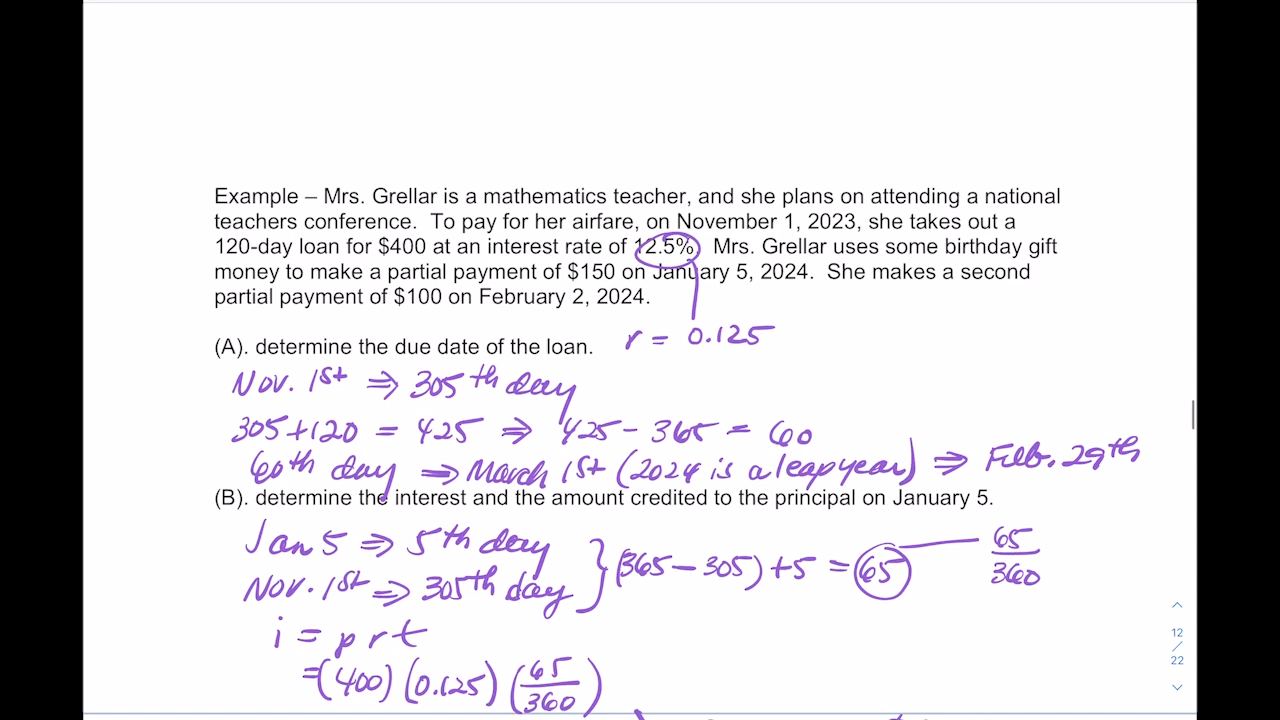 Example – Mrs. Grellar is a mathematics teacher, and she plans on attending a national
teachers conference. To pay for her airfare, on November 1, 2023, she takes out a
120-day loan for $400 at an interest rate of 12.5% Mrs. Grellar uses some birthday gift
money to make a partial payment of $150 on January 5, 2024. She makes a second
partial payment of $100 on February 2, 2024.
r = 0.125
(A). determine the due date of the loan.
Nov. 1st ⇒ 305th day
305+120 = 425 ⇒ 425 - 365 = 60
60th day ⇒ March 1st (2024 is a leap year) ⇒ Feb. 29th
(B). determine the interest and the amount credited to the principal on January 5.
Jan 5 ⇒ 5th day
Nov. 1st ⇒ 305th day } (365 - 305) + 5 = 65
65/360
i = prt
= (400) (0.125) (65/360)
12
/
22